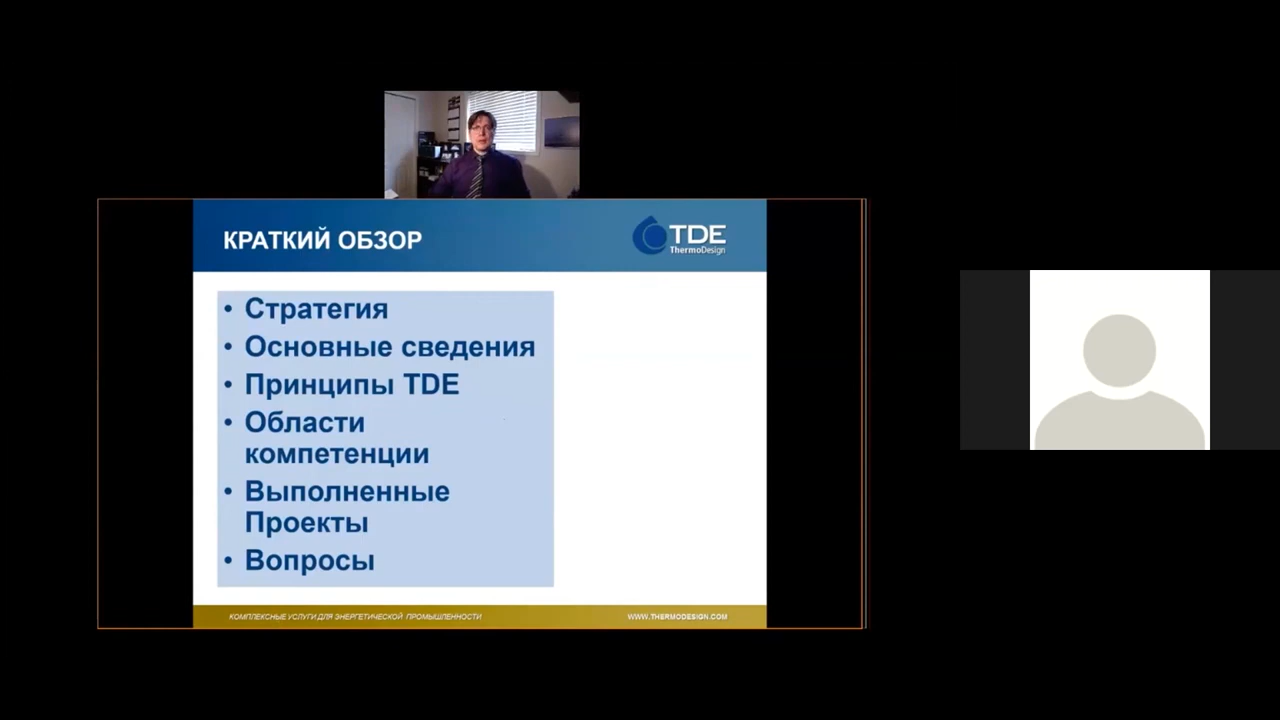 КРАТКИЙ ОБЗОР
TDE
ThermoDesign
• Стратегия
• Основные сведения
• Принципы TDE
• Области
компетенции
• Выполненные
Проекты
• Вопросы
КОМПЛЕКСНЫЕ УСЛУГИ ДЛЯ ЭНЕРГЕТИЧЕСКОЙ ПРОМЫШЛЕННОСТИ
WWW.THERMODESIGN.COM